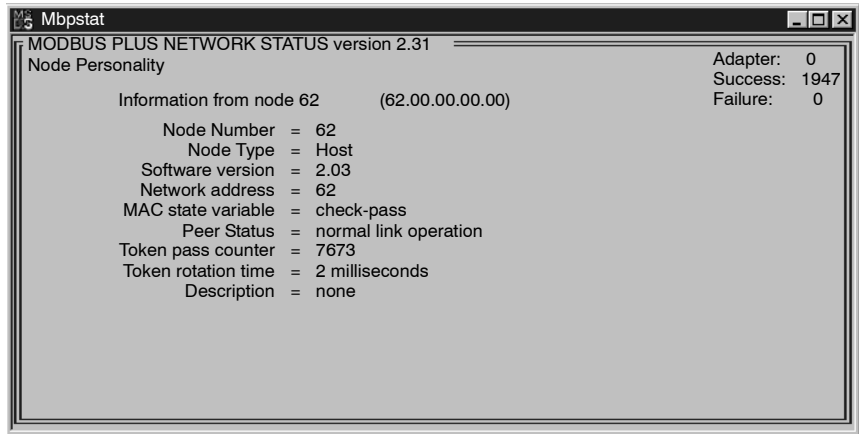 Mbpstat
MODBUS PLUS NETWORK STATUS version 2.31
Node Personality
Adapter: 0
Success: 1947
Failure: 0
Information from node 62 (62.00.00.00.00)
Node Number = 62
Node Type = Host
Software version = 2.03
Network address = 62
MAC state variable = check-pass
Peer Status = normal link operation
Token pass counter = 7673
Token rotation time = 2 milliseconds
Description = none